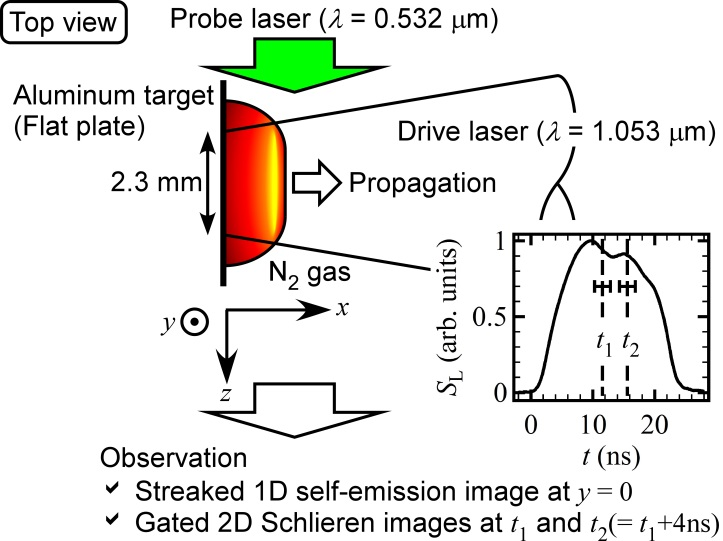 Top view
Probe laser (λ = 0.532 μm)
Aluminum target
(Flat plate)
Drive laser (λ = 1.053 μm)
2.3 mm
Propagation
N₂ gas
y
x
z
S_L (arb. units)
1
0.5
0
t₁ t₂
0 10 20
t (ns)
Observation
✓ Streaked 1D self-emission image at y = 0
✓ Gated 2D Schlieren images at t₁ and t₂(= t₁+4ns)